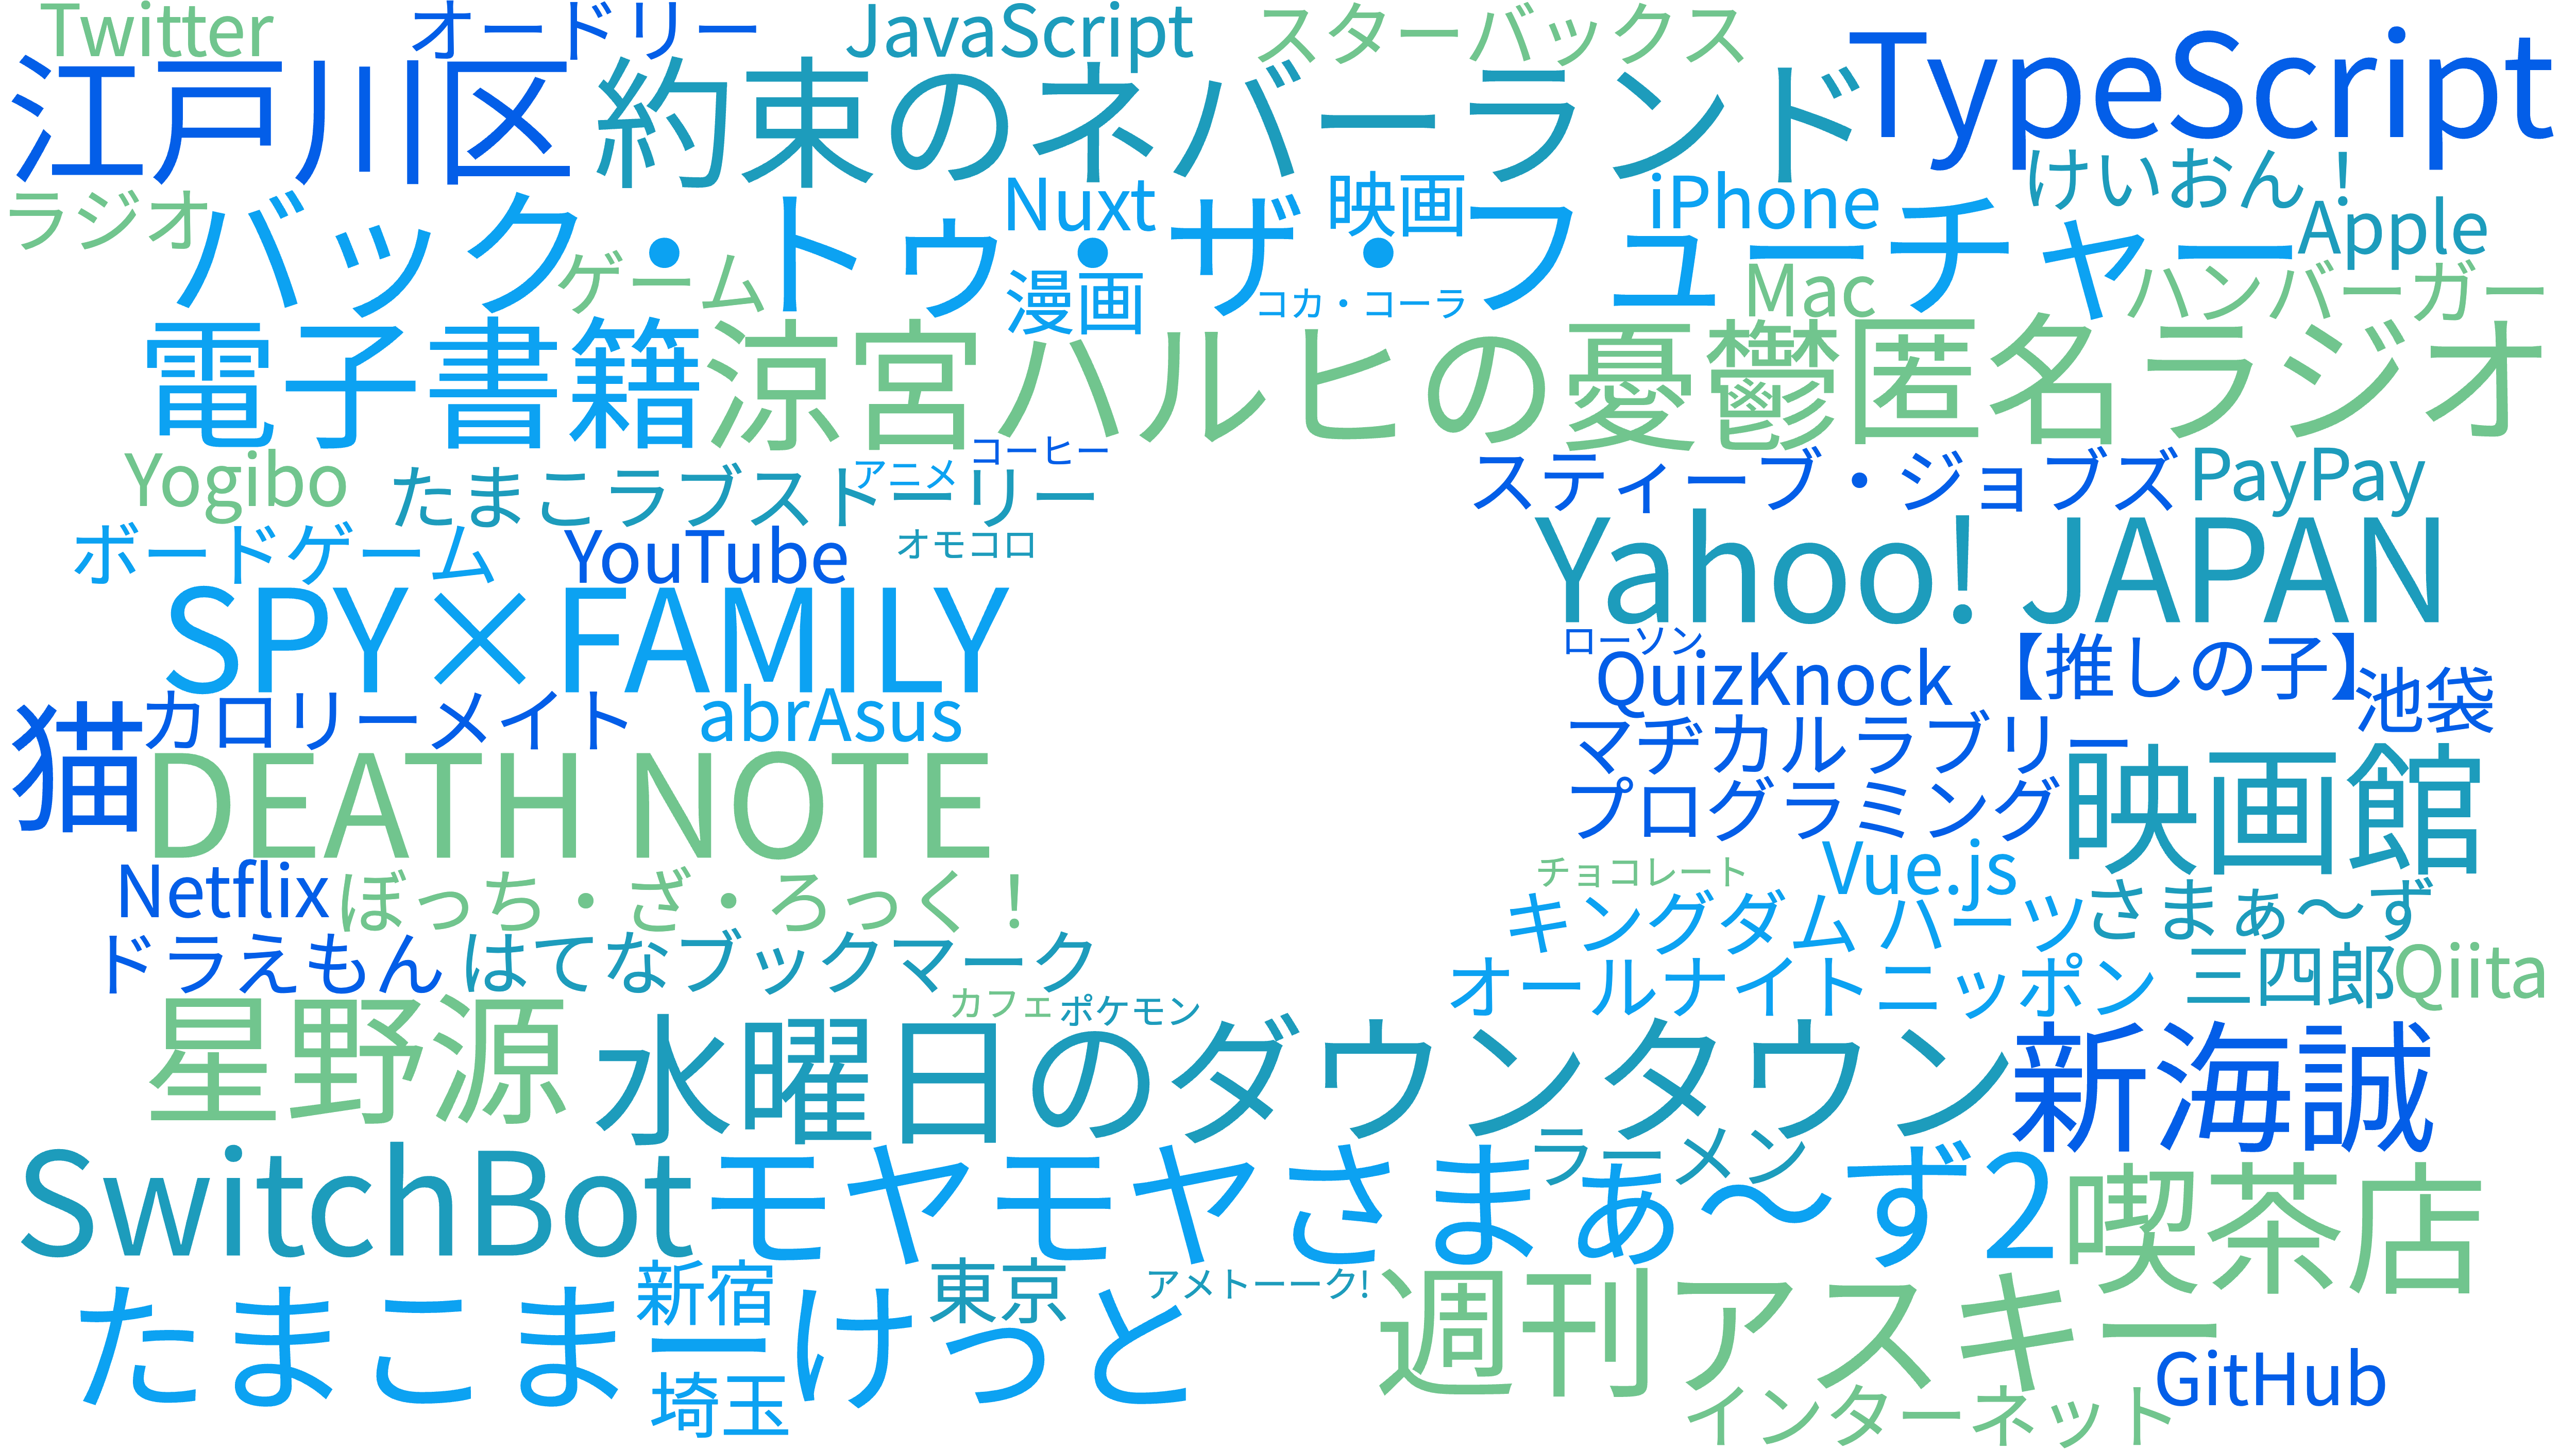 Twitter
オードリー
JavaScript
スターバックス
TypeScript
江戸川区
約束のネバーランド
けいおん！
ラジオ
Nuxt
映画
iPhone
Apple
バック・トゥ・ザ・フューチャー
ゲーム
漫画
コカ・コーラ
Mac
ハンバーガー
電子書籍
涼宮ハルヒの憂鬱
匿名ラジオ
コーヒー
Yogibo
たまこラブストーリー
アニメ
スティーブ・ジョブズ
PayPay
ボードゲーム
YouTube
オモコロ
Yahoo! JAPAN
SPY×FAMILY
ローソン
QuizKnock
【推しの子】
池袋
猫
カロリーメイト
abrAsus
マヂカルラブリー
DEATH NOTE
プログラミング
映画館
Netflix
ぼっち・ざ・ろっく！
チョコレート
Vue.js
キングダム ハーツ
さまぁ〜ず
ドラえもん
はてなブックマーク
オールナイトニッポン
三四郎
Qiita
カフェ
ポケモン
星野源
水曜日のダウンタウン
新海誠
ラーメン
SwitchBot
モヤモヤさまぁ〜ず2
喫茶店
新宿
東京
アメトーーク!
たまこまーけっと
週刊アスキー
埼玉
GitHub
インターネット